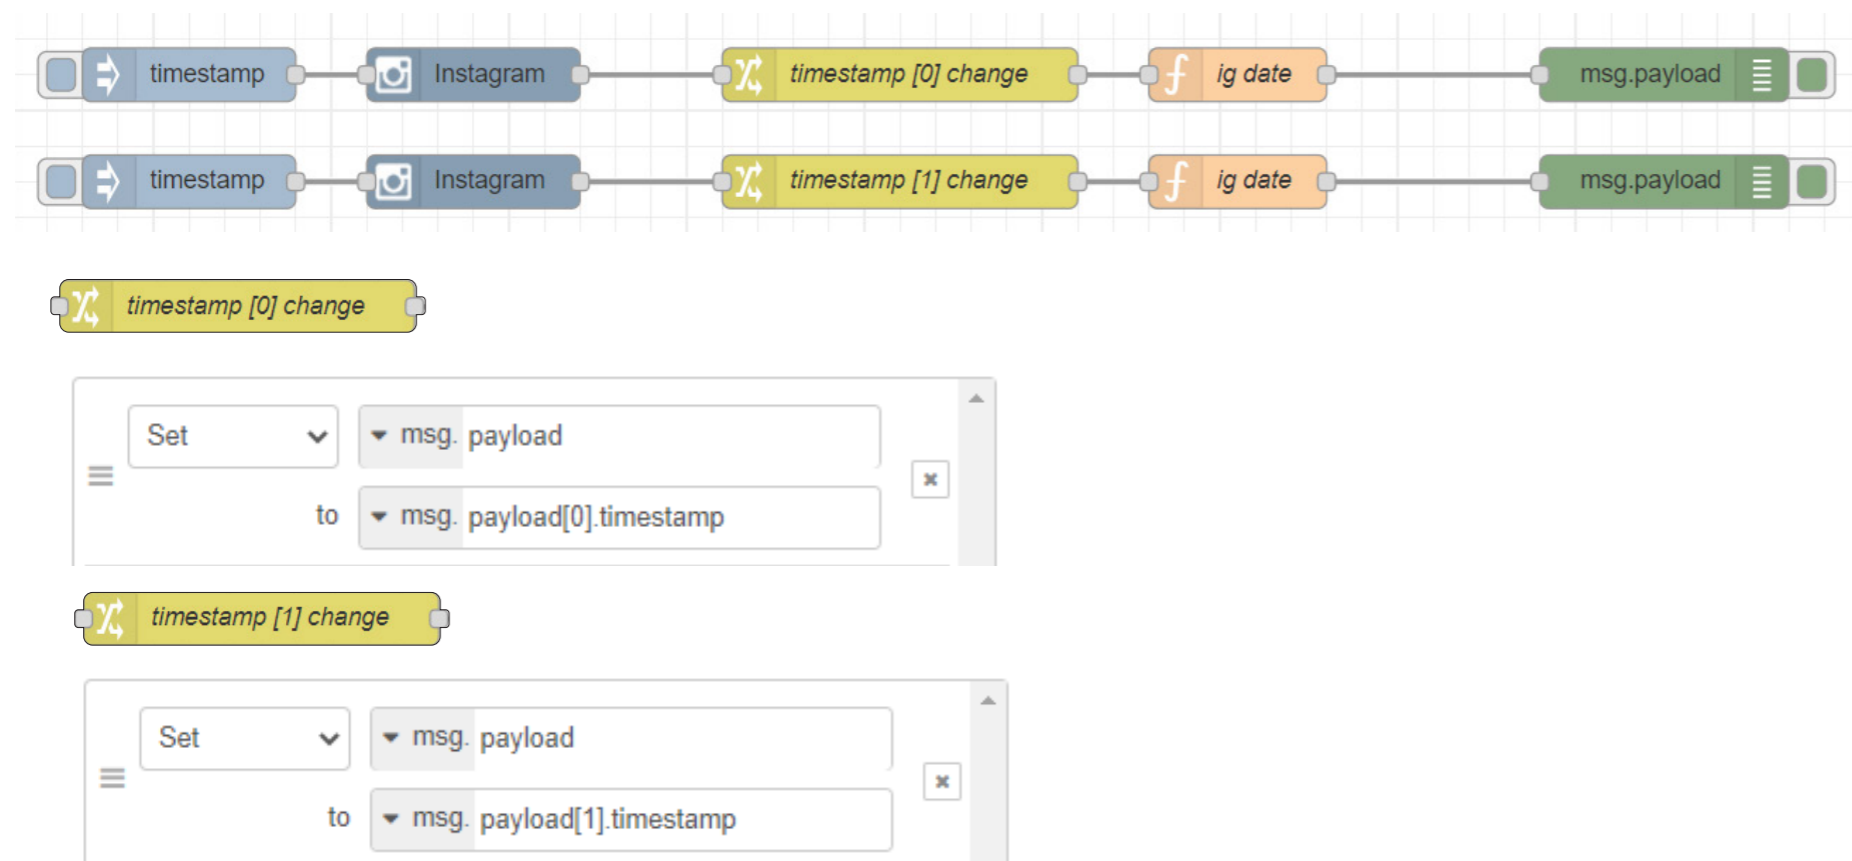 timestamp Instagram timestamp [0] change ig date msg.payload
timestamp Instagram timestamp [1] change ig date msg.payload
timestamp [0] change
Set msg. payload
to msg. payload[0].timestamp
timestamp [1] change
Set msg. payload
to msg. payload[1].timestamp